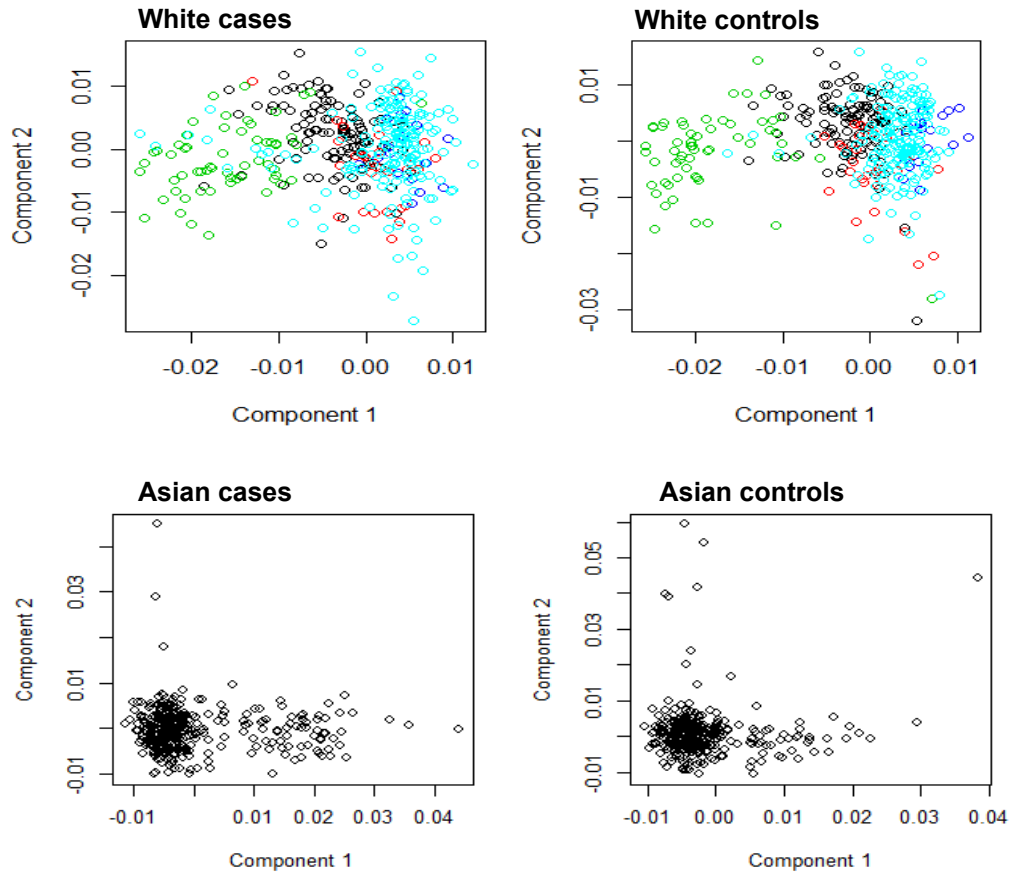 White cases
White controls
0.01
0.00
-0.01
-0.02
Component 2
-0.02 -0.01 0.00 0.01
Component 1
0.01
-0.01
-0.03
Component 2
-0.02 -0.01 0.00 0.01
Component 1
Asian cases
Asian controls
0.03
0.01
-0.01
Component 2
-0.01 0.01 0.02 0.03 0.04
Component 1
0.05
0.03
0.01
-0.01
Component 2
-0.01 0.00 0.01 0.02 0.03 0.04
Component 1